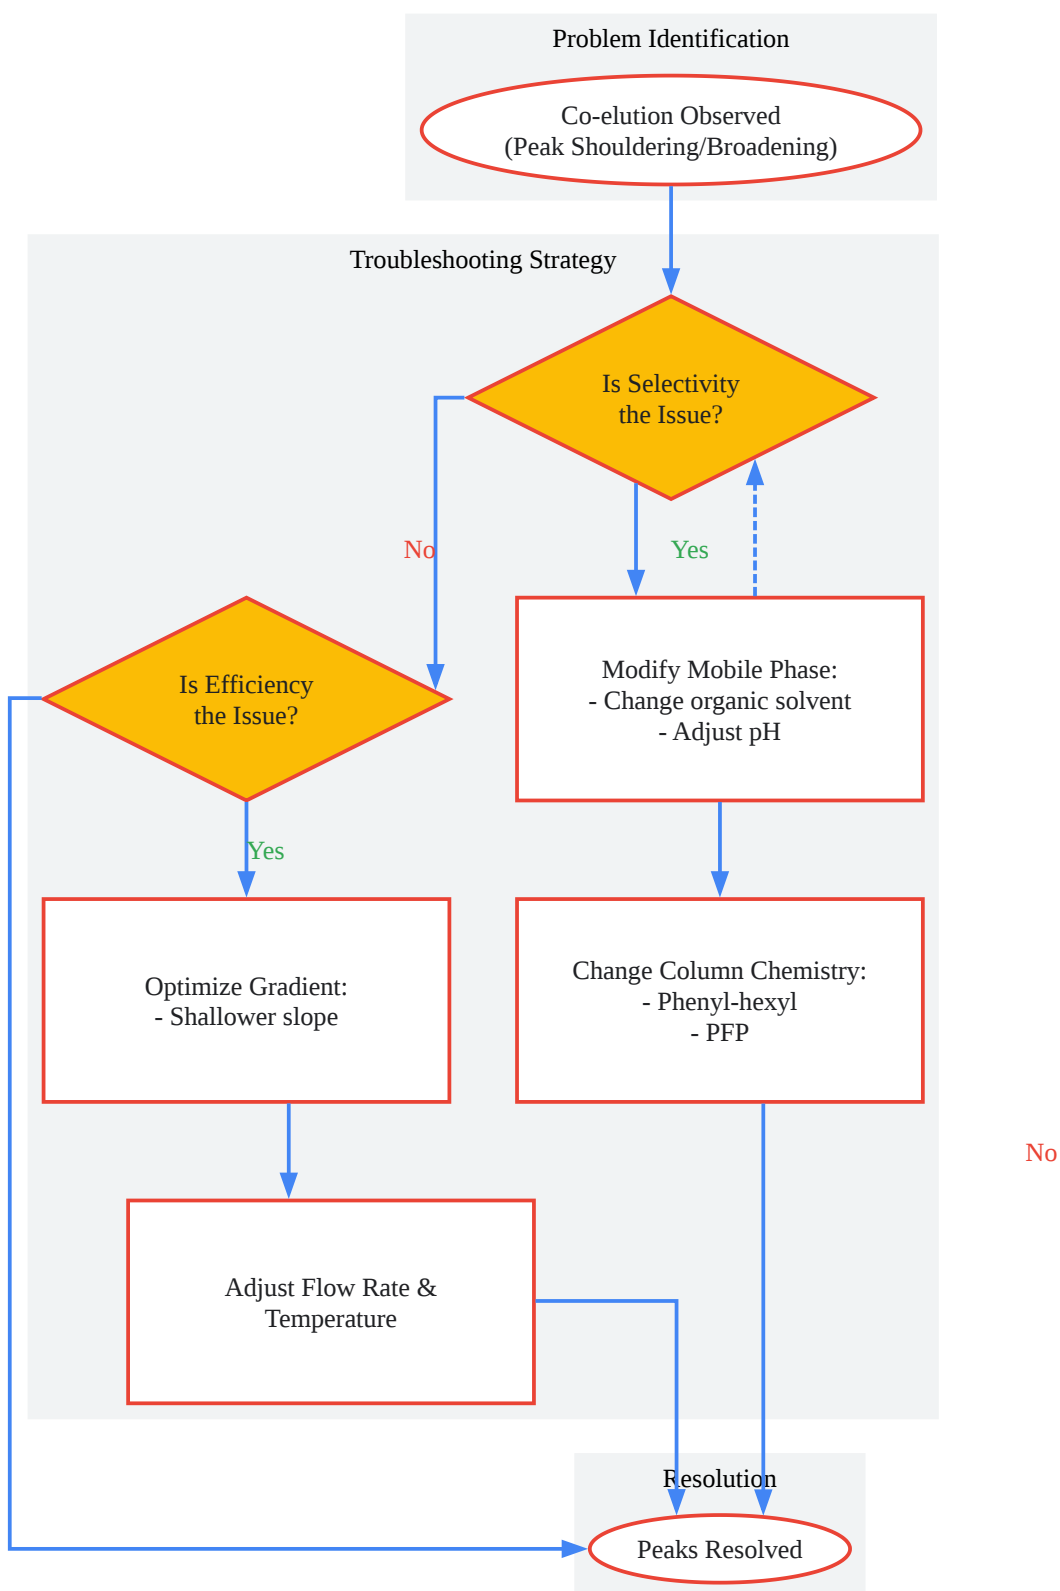 Problem Identification
Co-elution Observed
(Peak Shouldering/Broadening)
Troubleshooting Strategy
Is Selectivity
the Issue?
No
Yes
Is Efficiency
the Issue?
Modify Mobile Phase:
- Change organic solvent
- Adjust pH
Yes
Optimize Gradient:
- Shallower slope
Change Column Chemistry:
- Phenyl-hexyl
- PFP
No
Adjust Flow Rate &
Temperature
Resolution
Peaks Resolved